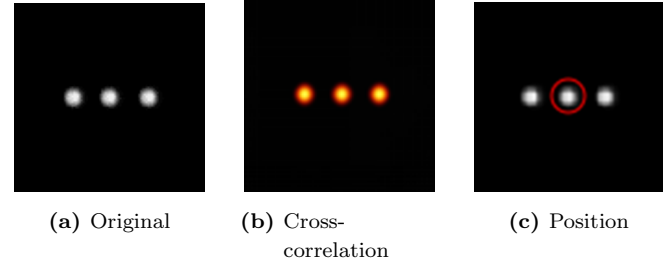 (a) Original
(b) Cross-
correlation
(c) Position